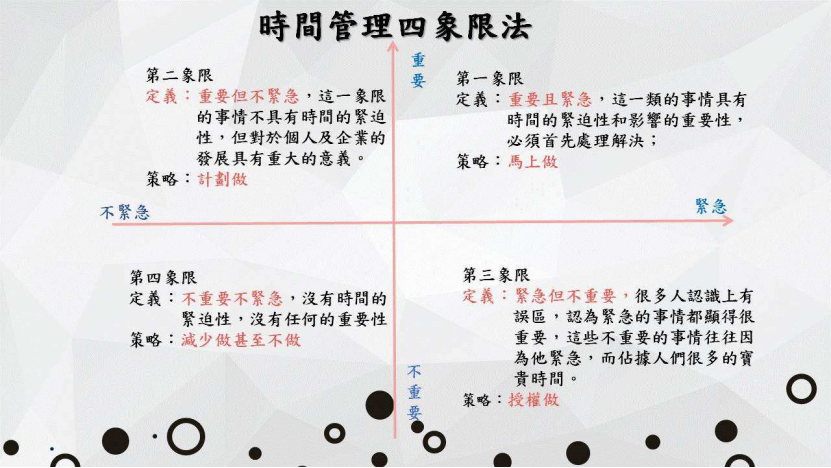 時間管理四象限法
重要
第二象限
定義：重要但不緊急，這一象限
的事情不具有時間的緊迫
性，但對於個人及企業的
發展具有重大的意義。
策略：計劃做
第一象限
定義：重要且緊急，這一類的事情具有
時間的緊迫性和影響的重要性，
必須首先處理解決；
策略：馬上做
不緊急
緊急
第四象限
定義：不重要不緊急，沒有時間的
緊迫性，沒有任何的重要性
策略：減少做甚至不做
第三象限
定義：緊急但不重要，很多人認識上有
誤區，認為緊急的事情都顯得很
重要，這些不重要的事情往往因
為他緊急，而佔據人們很多的寶
貴時間。
策略：授權做
不重要